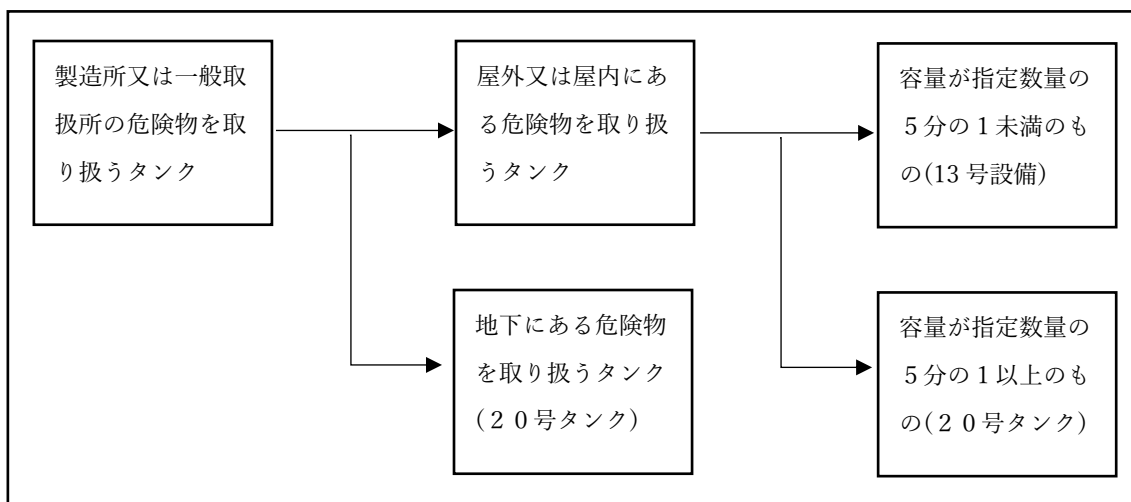 製造所又は一般取
扱所の危険物を取
り扱うタンク
屋外又は屋内にあ
る危険物を取り扱
うタンク
容量が指定数量の
５分の１未満のも
の(13 号設備)
地下にある危険物
を取り扱うタンク
(２０号タンク)
容量が指定数量の
５分の１以上のも
の(２０号タンク)